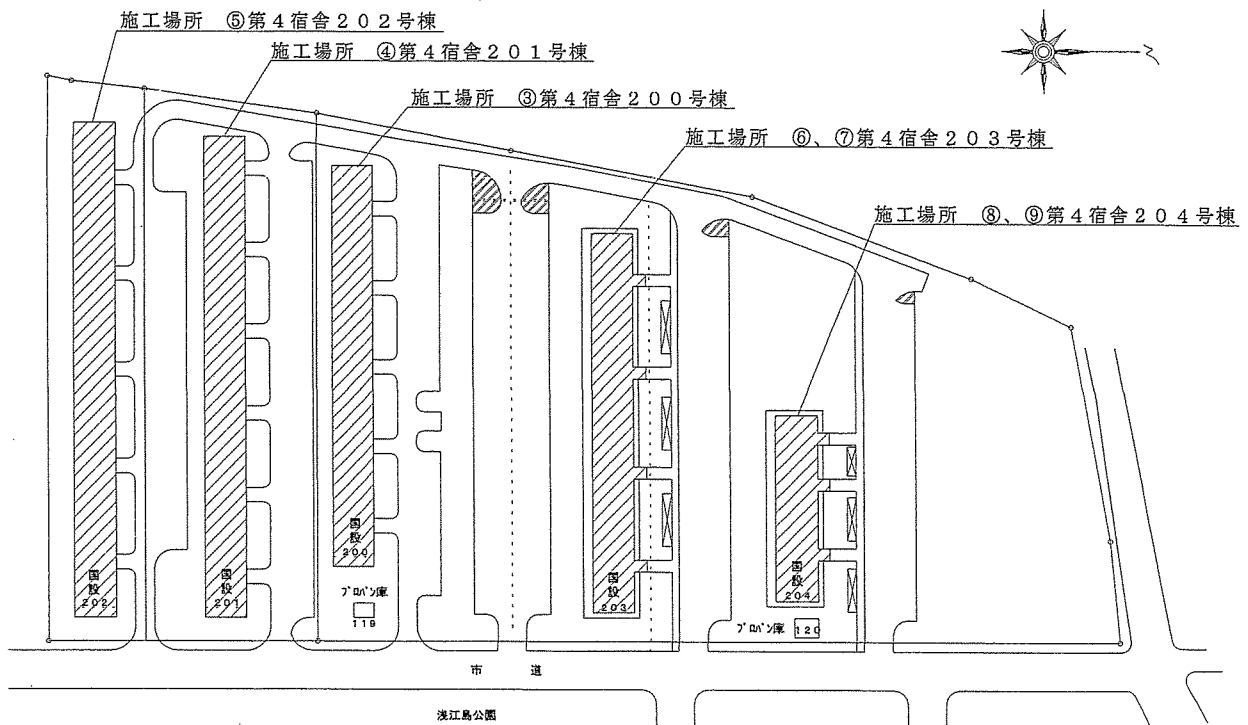 施工場所 ⑤第4宿舎202号棟
施工場所 ④第4宿舎201号棟
施工場所 ③第4宿舎200号棟
施工場所 ⑥、⑦第4宿舎203号棟
施工場所 ⑧、⑨第4宿舎204号棟
国設
202
国設
201
国設
200
国設
203
国設
204
プロパン庫
119
プロパン庫
120
市道
浅江島公園